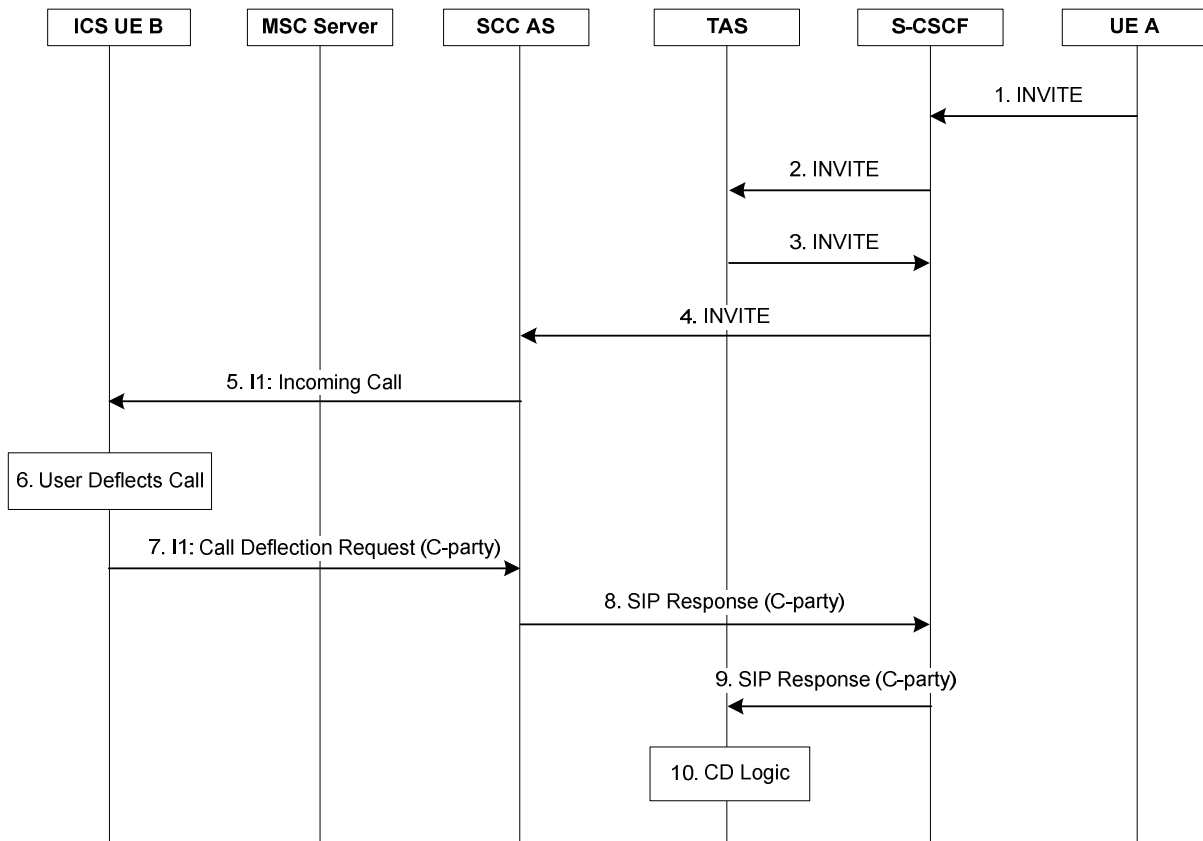 ICS UE B
MSC Server
SCC AS
TAS
S-CSCF
UE A
1. INVITE
2. INVITE
3. INVITE
4. INVITE
5. I1: Incoming Call
6. User Deflects Call
7. I1: Call Deflection Request (C-party)
8. SIP Response (C-party)
9. SIP Response (C-party)
10. CD Logic